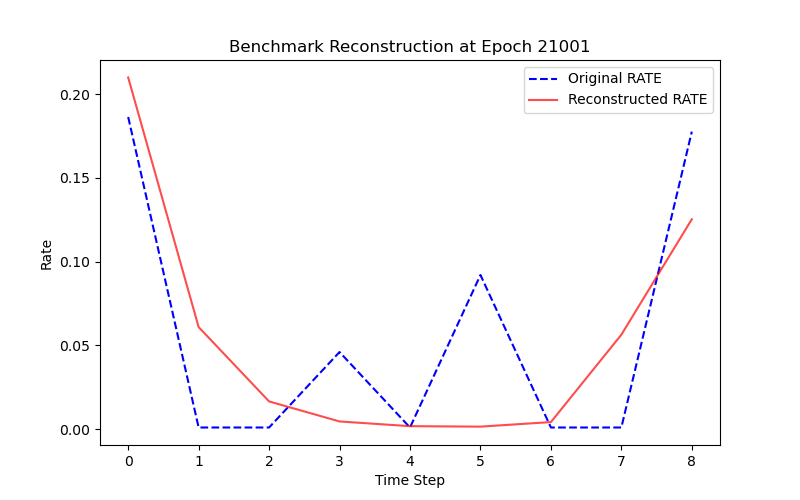 Benchmark Reconstruction at Epoch 21001
Original RATE
Reconstructed RATE
Rate
0.20
0.15
0.10
0.05
0.00
0 1 2 3 4 5 6 7 8
Time Step